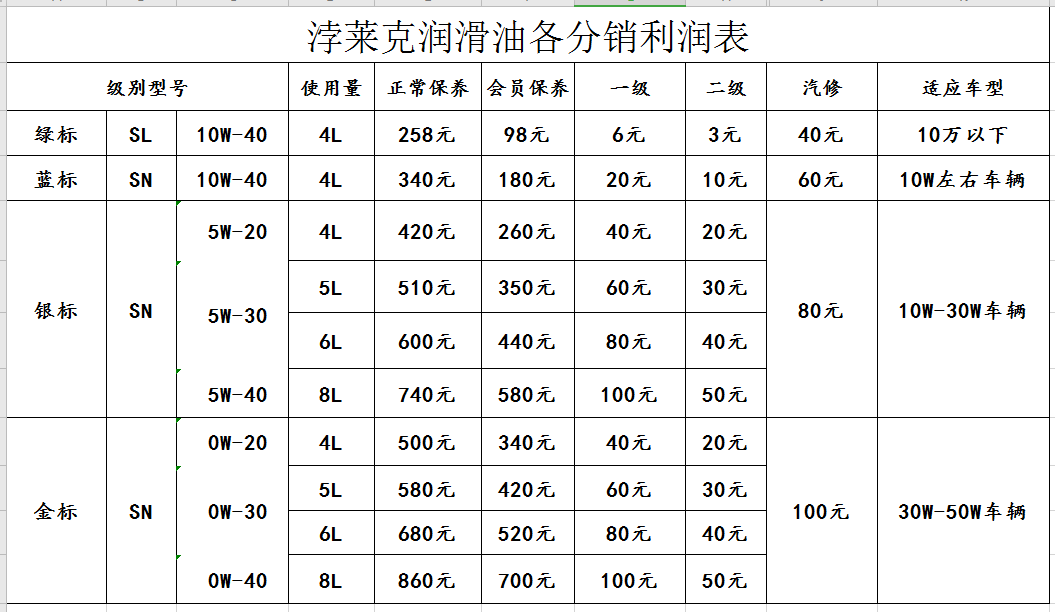 浡莱克润滑油各分销利润表
级别型号 使用量 正常保养 会员保养 一级 二级 汽修 适应车型
绿标 SL 10W-40 4L 258元 98元 6元 3元 40元 10万以下
蓝标 SN 10W-40 4L 340元 180元 20元 10元 60元 10W左右车辆
银标 SN 5W-20 4L 420元 260元 40元 20元 80元 10W-30W车辆
5W-30 5L 510元 350元 60元 30元
6L 600元 440元 80元 40元
5W-40 8L 740元 580元 100元 50元
金标 SN 0W-20 4L 500元 340元 40元 20元 100元 30W-50W车辆
0W-30 5L 580元 420元 60元 30元
6L 680元 520元 80元 40元
0W-40 8L 860元 700元 100元 50元